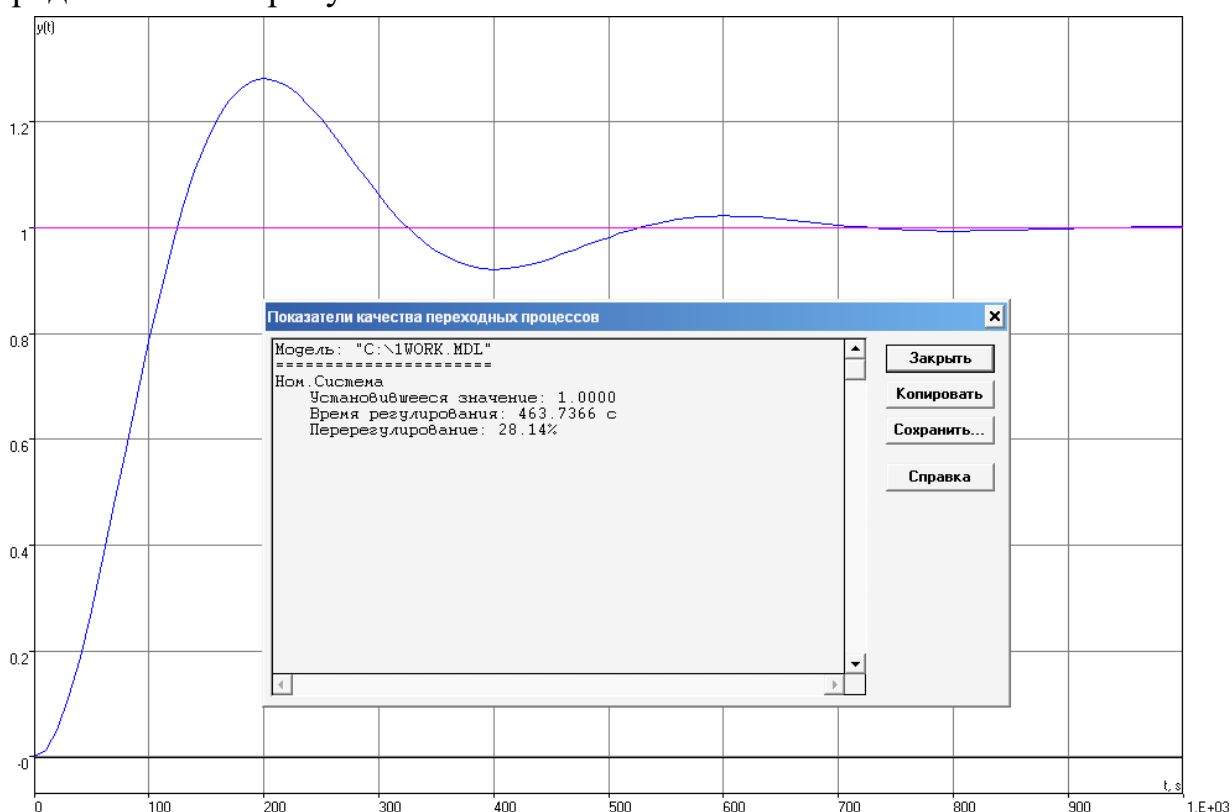 y(t)
1.2
1
0.8
0.6
0.4
0.2
-0
Показатели качества переходных процессов
Модель: "C:\1WORK.MDL"
======================
Ном.Система
Установившееся значение: 1.0000
Время регулирования: 463.7366 с
Перерегулирование: 28.14%
Закрыть
Копировать
Сохранить...
Справка
t, s
0 100 200 300 400 500 600 700 800 900 1.E+03